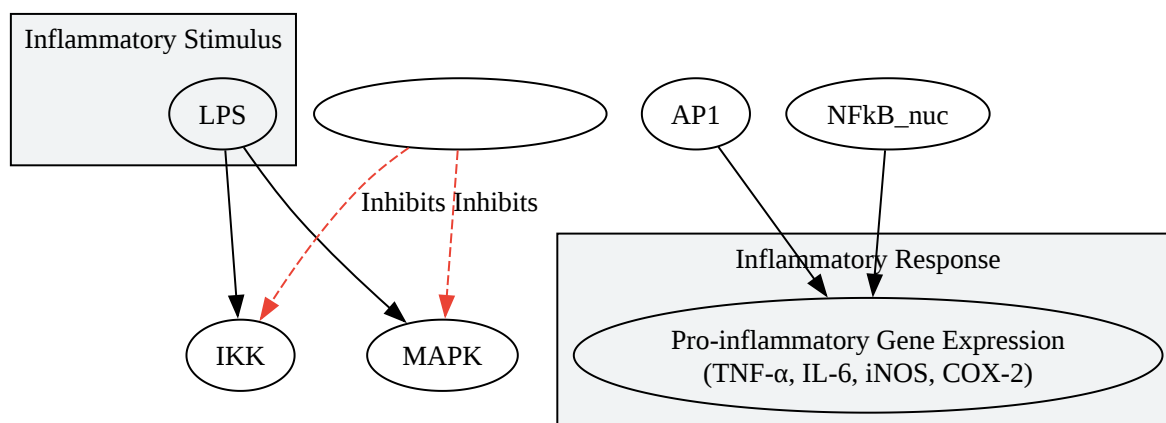 Inflammatory Stimulus
LPS
AP1
NFkB_nuc
Inhibits
Inhibits
Inflammatory Response
IKK
MAPK
Pro-inflammatory Gene Expression
(TNF-α, IL-6, iNOS, COX-2)